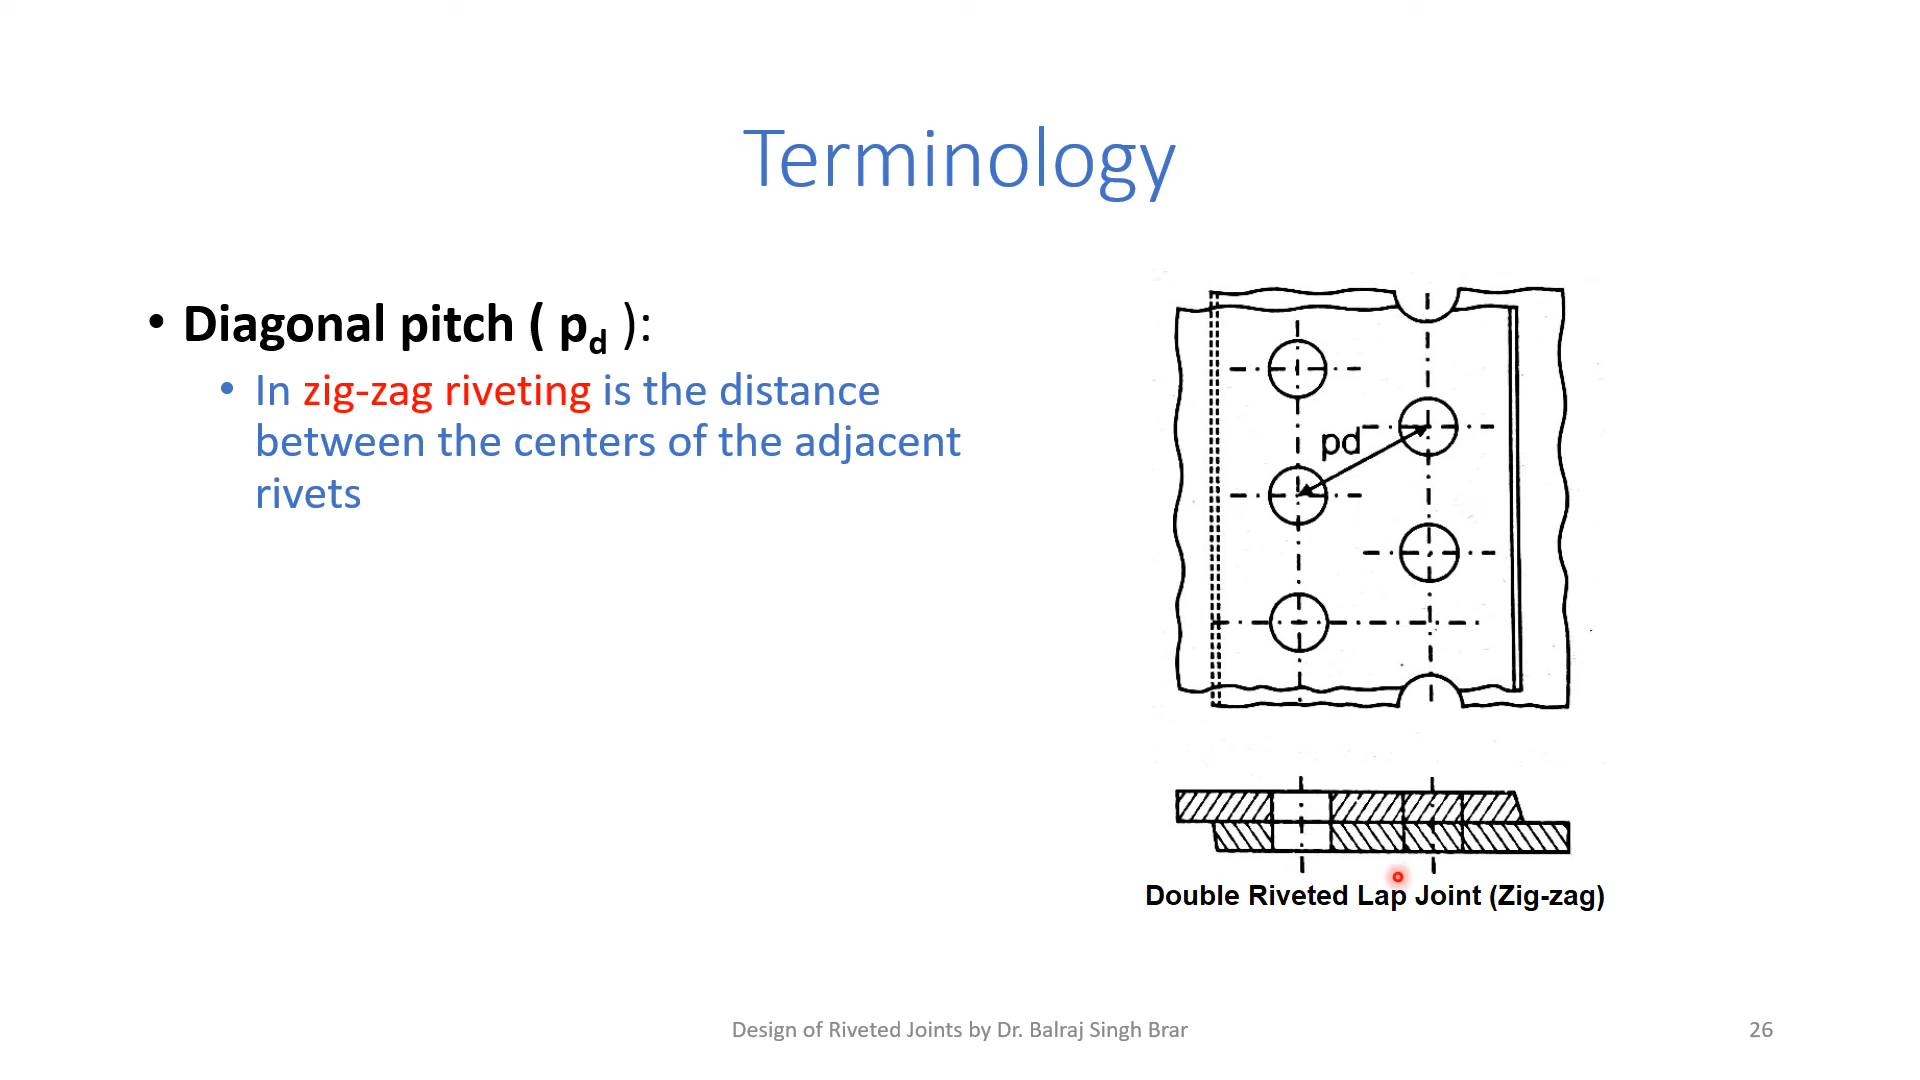 Terminology
• Diagonal pitch ( pd ):
• In zig-zag riveting is the distance
between the centers of the adjacent
rivets
pd
Double Riveted Lap Joint (Zig-zag)
Design of Riveted Joints by Dr. Balraj Singh Brar
26